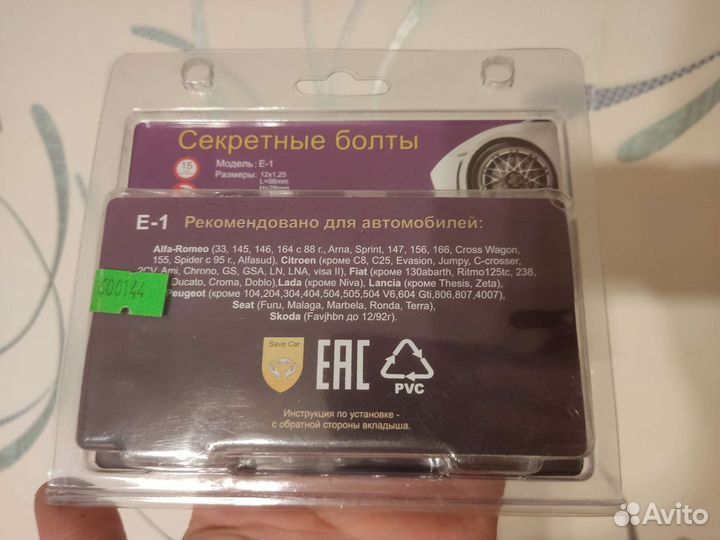 Секретные болты
Модель: Е-1
15
Размеры: 12x1.25
L=56mm
H=28mm
Е-1 Рекомендовано для автомобилей:
Alfa-Romeo (33, 145, 146, 164 с 88 г., Arna, Sprint, 147, 156, 166, Cross Wagon,
155, Spider с 95 г., Alfasud), Citroen (кроме C8, C25, Evasion, Jumpy, C-crosser,
2CV, Ami, Chrono, GS, GSA, LN, LNA, visa II), Fiat (кроме 130abarth, Ritmo125tc, 238,
Ducato, Croma, Doblo),Lada (кроме Niva), Lancia (кроме Thesis, Zeta),
Peugeot (кроме 104,204,304,404,504,505,504 V6,604 Gti,806,807,4007),
Seat (Furu, Malaga, Marbela, Ronda, Terra),
Skoda (Favjhbn до 12/92г).
600144
Save Car
EAC
PVC
Инструкция по установке -
с обратной стороны вкладыша.
Avito